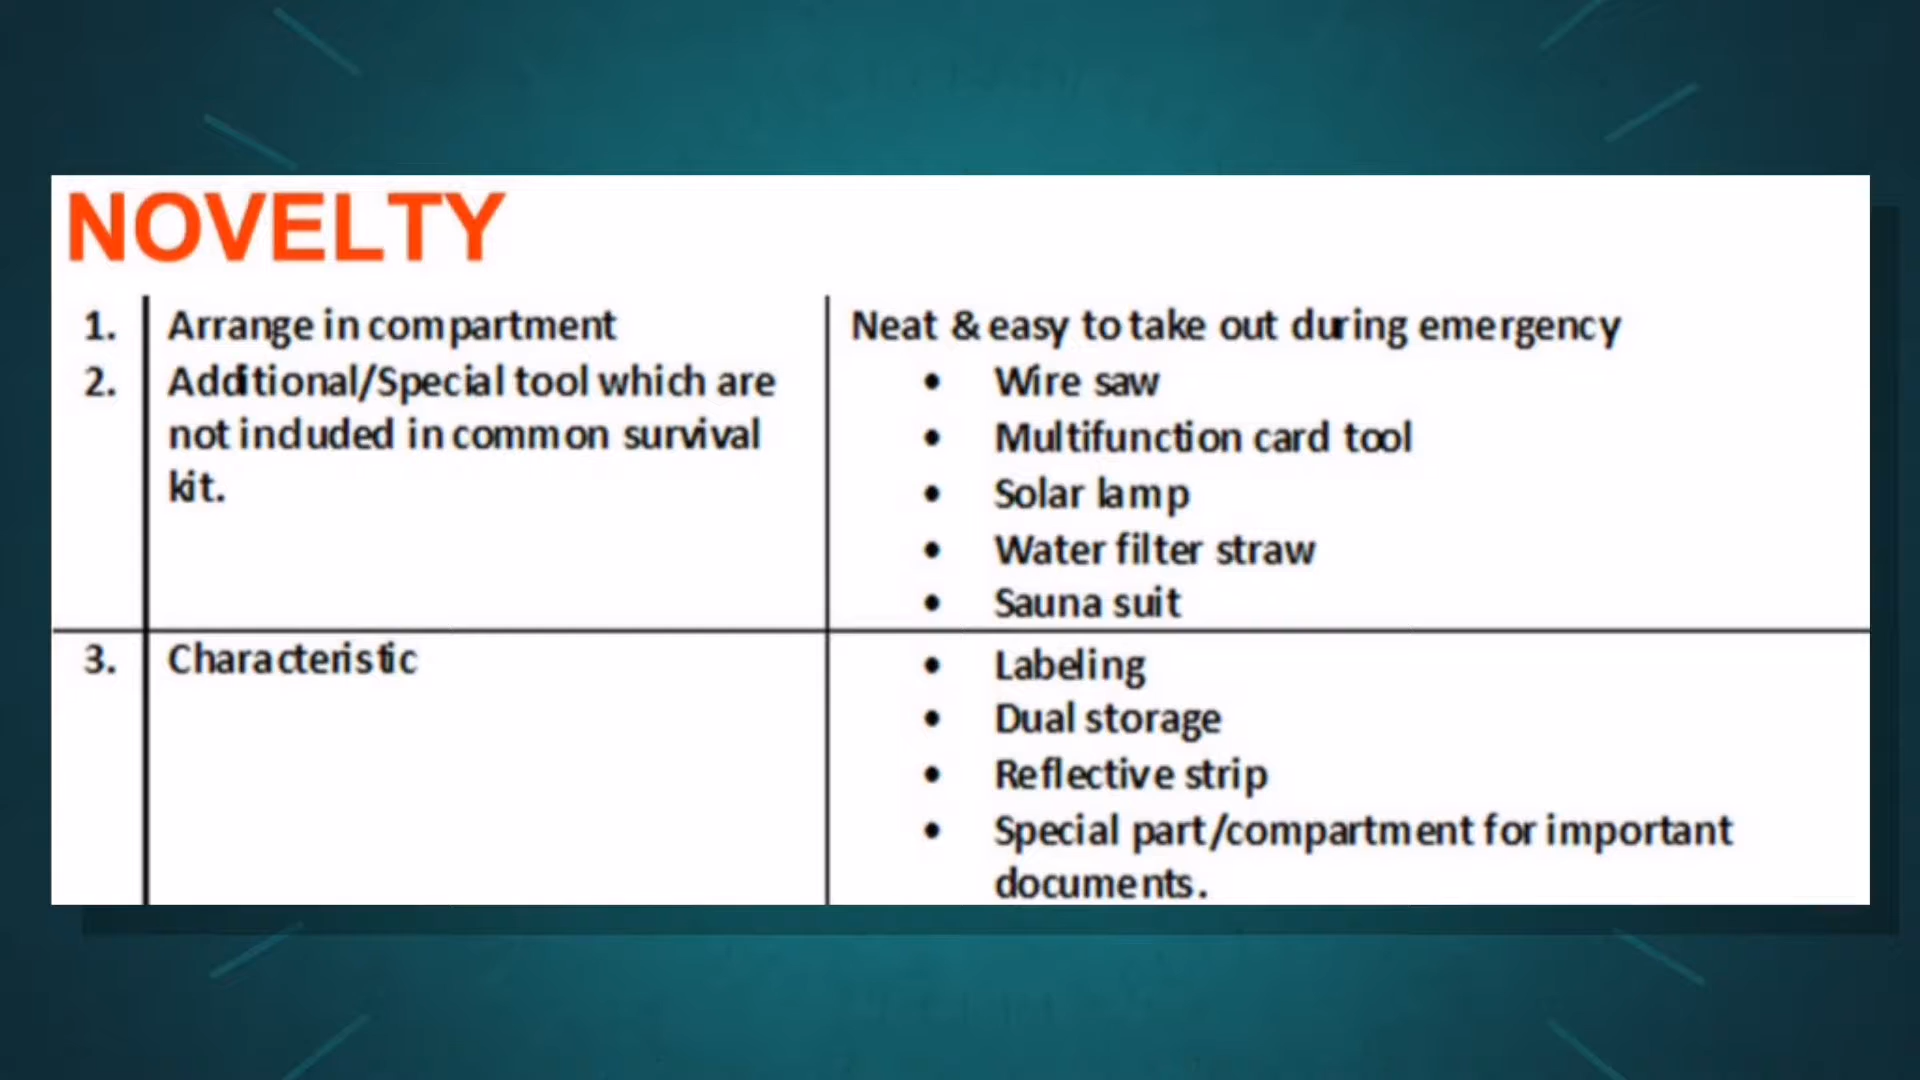 NOVELTY
1. Arrange in compartment Neat & easy to take out during emergency
2. Additional/Special tool which are • Wire saw
not included in common survival • Multifunction card tool
kit. • Solar lamp
• Water filter straw
• Sauna suit
3. Characteristic • Labeling
• Dual storage
• Reflective strip
• Special part/compartment for important
documents.